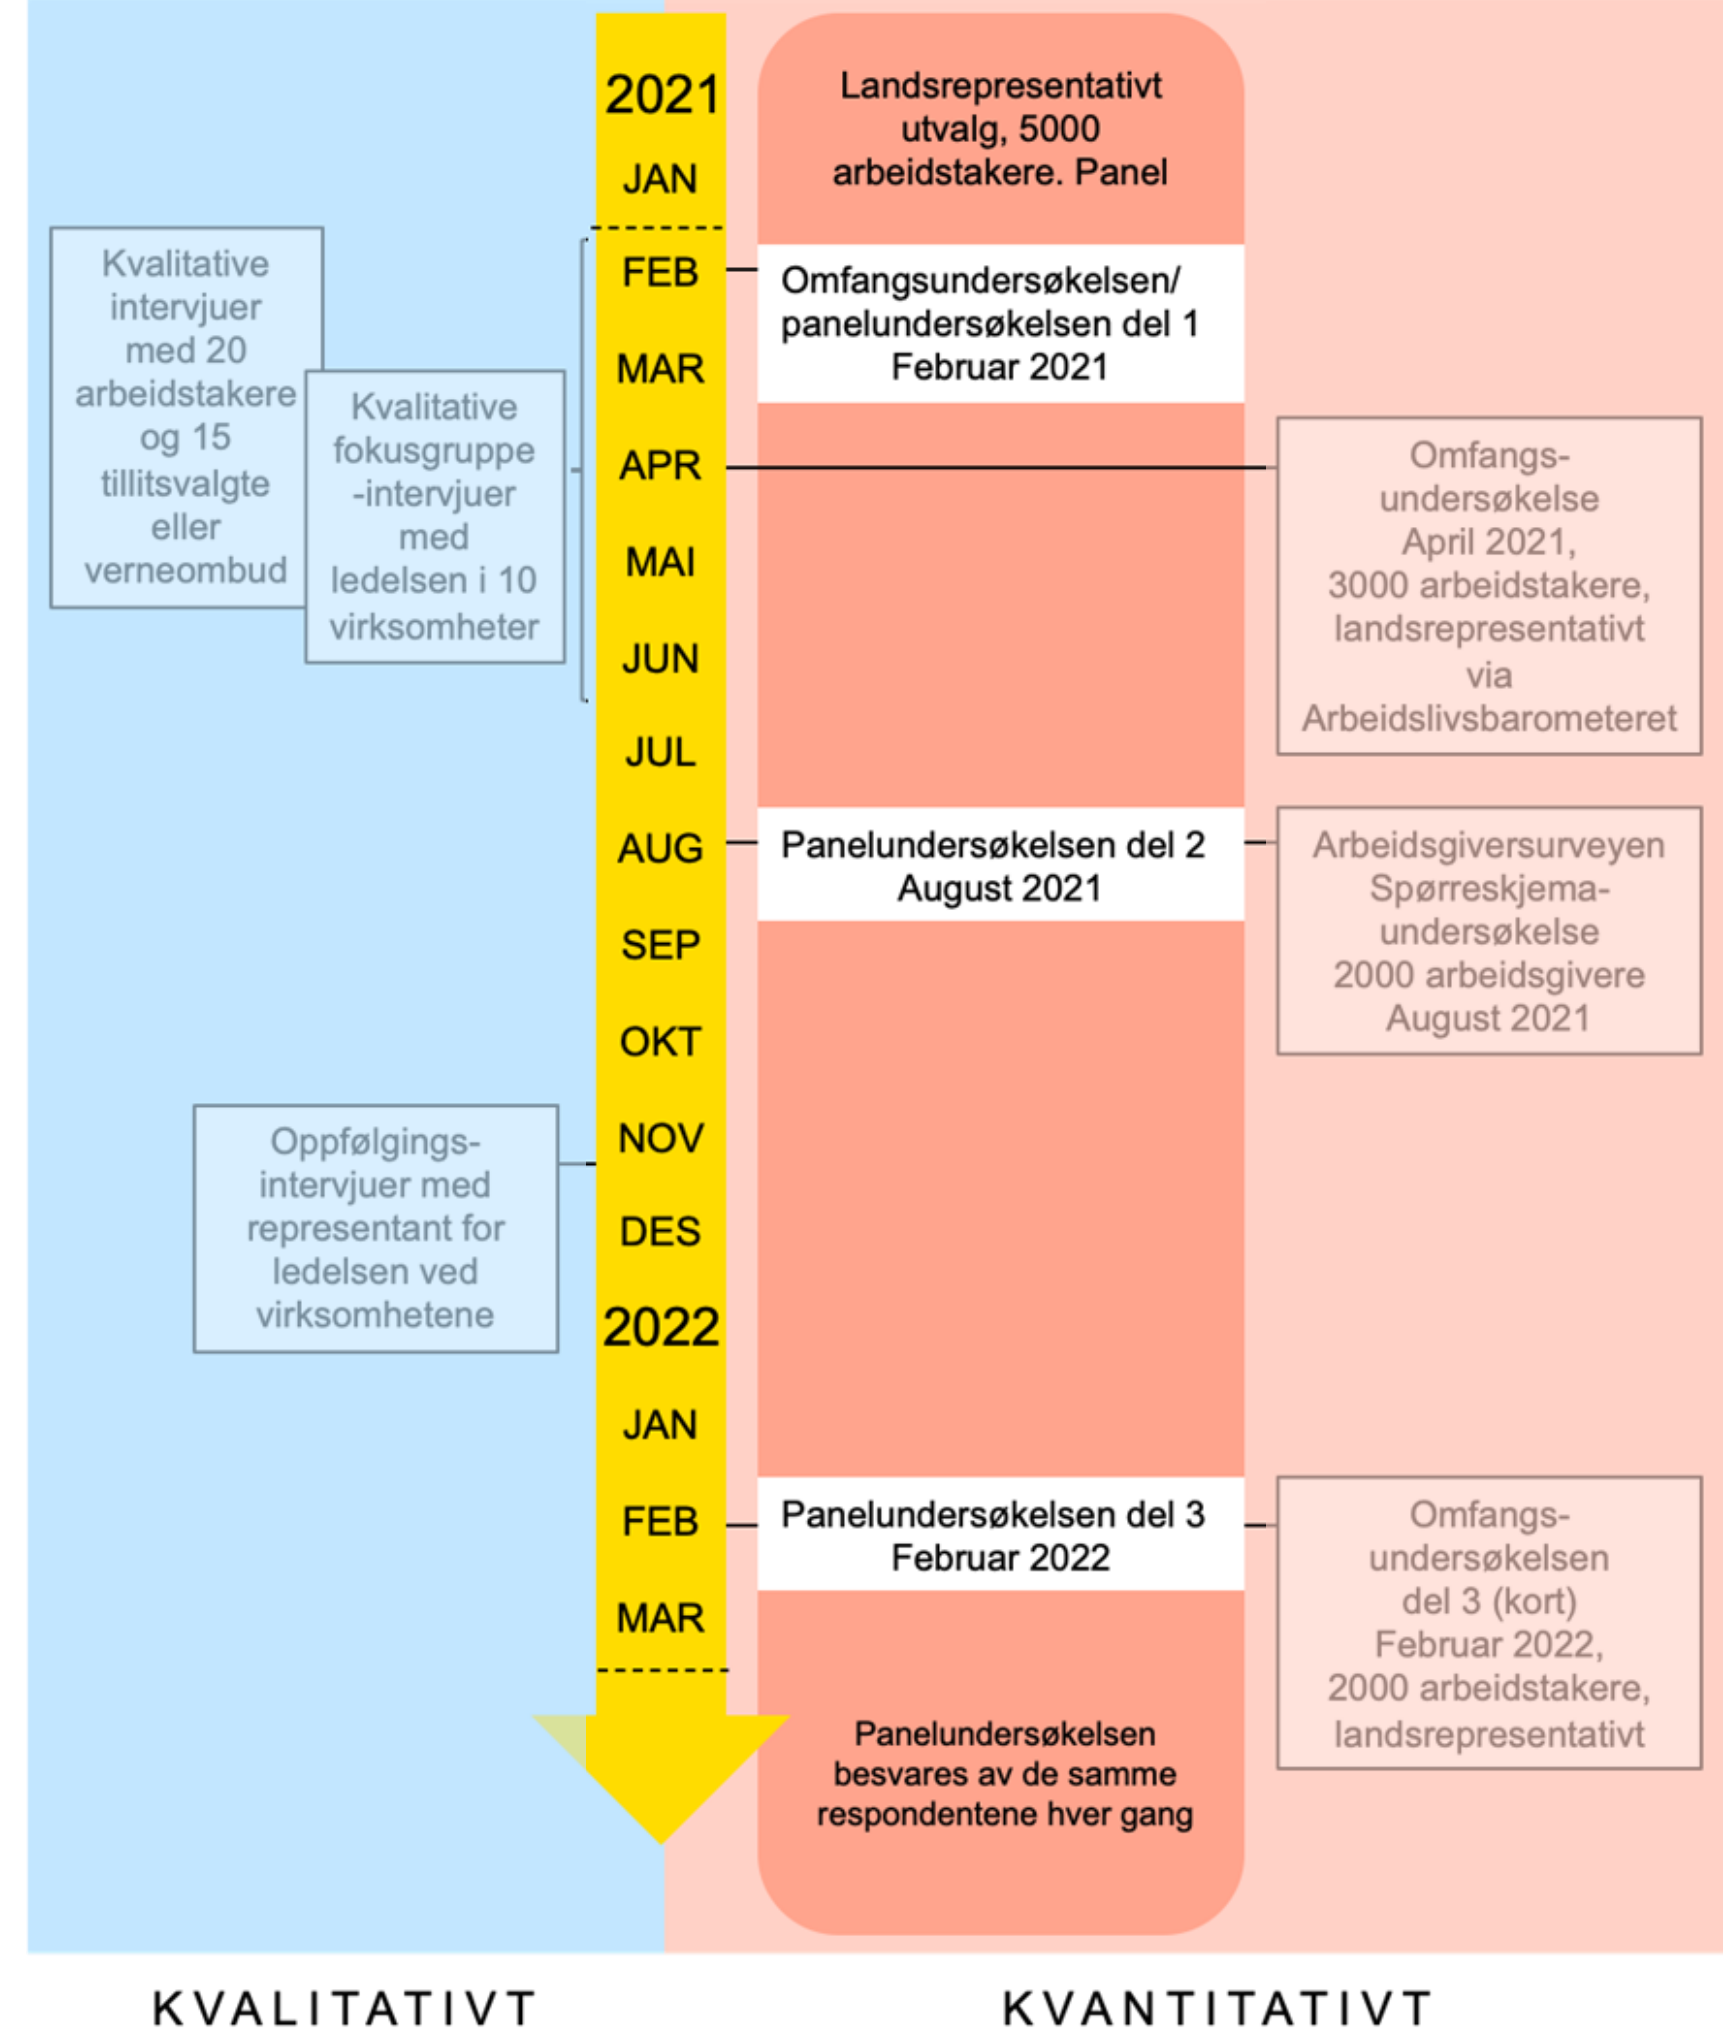 2021
JAN
FEB
MAR
APR
MAI
JUN
JUL
AUG
SEP
OKT
NOV
DES
2022
JAN
FEB
MAR
Kvalitative
intervjuer
med 20
arbeidstakere
og 15
tillitsvalgte
eller
verneombud
Kvalitative
fokusgruppe
-intervjuer
med
ledelsen i 10
virksomheter
Oppfølgings-
intervjuer med
representant for
ledelsen ved
virksomhetene
Landsrepresentativt
utvalg, 5000
arbeidstakere. Panel
Omfangsundersøkelsen/
panelundersøkelsen del 1
Februar 2021
Panelundersøkelsen del 2
August 2021
Panelundersøkelsen del 3
Februar 2022
Panelundersøkelsen
besvares av de samme
respondentene hver gang
Omfangs-
undersøkelse
April 2021,
3000 arbeidstakere,
landsrepresentativt
via
Arbeidslivsbarometeret
Arbeidsgiversurveyen
Spørreskjema-
undersøkelse
2000 arbeidsgivere
August 2021
Omfangs-
undersøkelsen
del 3 (kort)
Februar 2022,
2000 arbeidstakere,
landsrepresentativt
KVALITATIVT
KVANTITATIVT